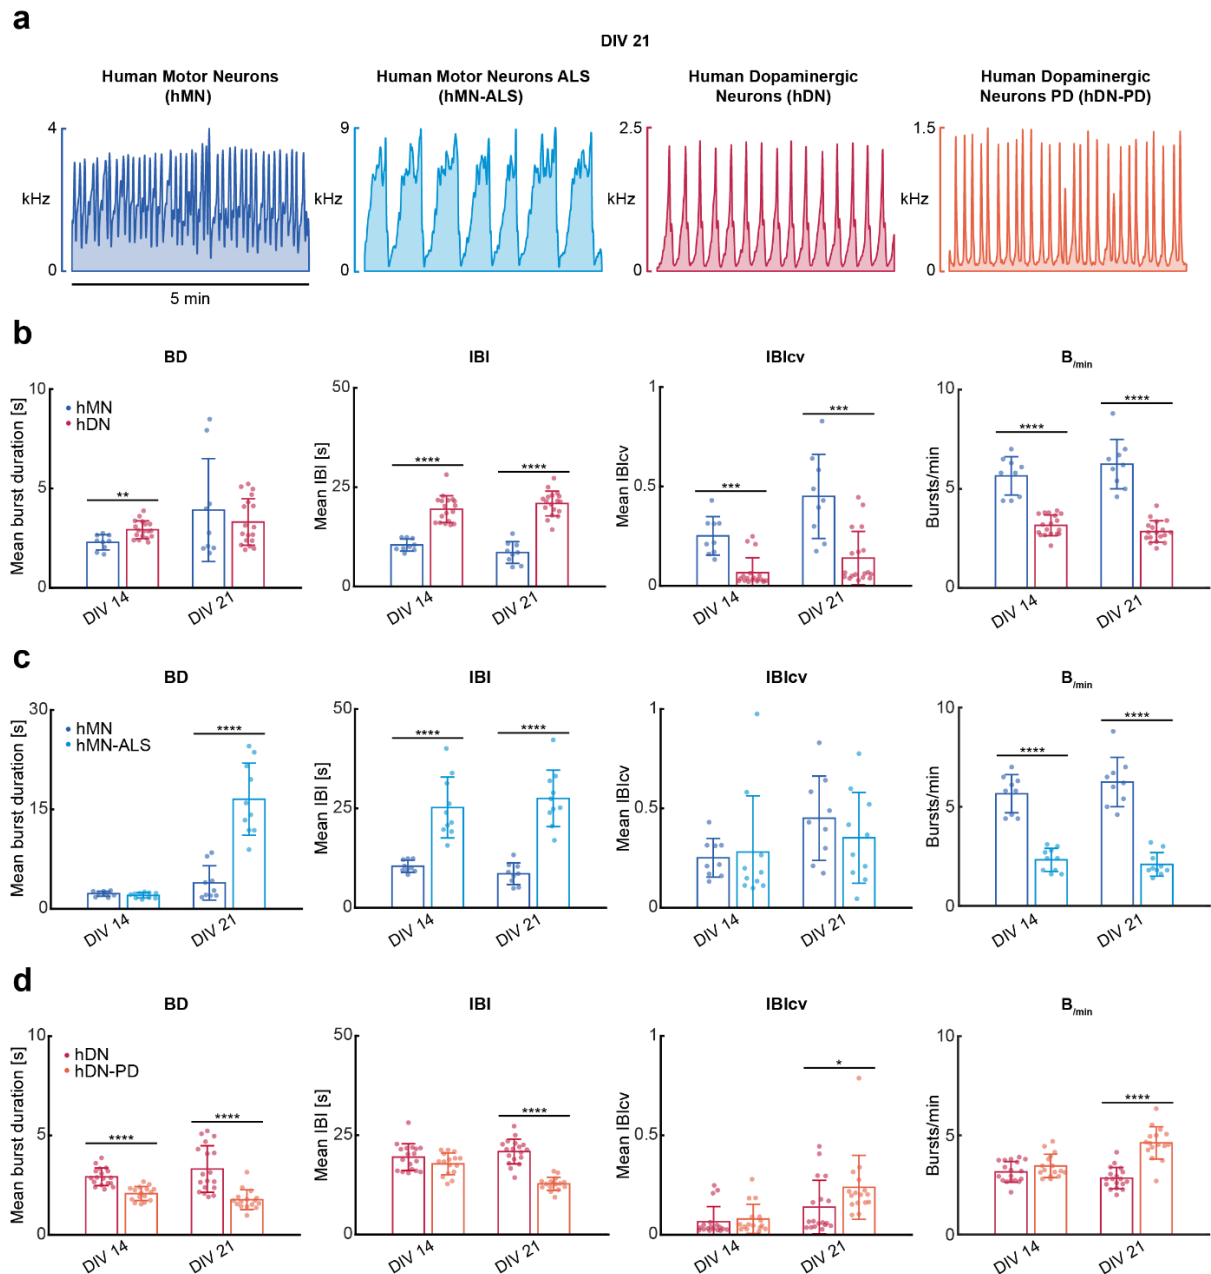 a
DIV 21
Human Motor Neurons
(hMN)
Human Motor Neurons ALS
(hMN-ALS)
Human Dopaminergic
Neurons (hDN)
Human Dopaminergic
Neurons PD (hDN-PD)
4
kHz
0
9
kHz
0
2.5
kHz
0
1.5
kHz
0
5 min
b
BD
Mean burst duration [s]
10
5
0
hMN
hDN
**
DIV 14
DIV 21
IBI
Mean IBI [s]
50
25
0
****
****
DIV 14
DIV 21
IBIcv
Mean IBIcv
1
0.5
0
***
***
DIV 14
DIV 21
B/min
Bursts/min
10
5
0
****
****
DIV 14
DIV 21
c
BD
Mean burst duration [s]
30
15
0
hMN
hMN-ALS
****
DIV 14
DIV 21
IBI
Mean IBI [s]
50
25
0
****
****
DIV 14
DIV 21
IBIcv
Mean IBIcv
1
0.5
0
DIV 14
DIV 21
B/min
Bursts/min
10
5
0
****
****
DIV 14
DIV 21
d
BD
Mean burst duration [s]
10
5
0
hDN
hDN-PD
****
****
DIV 14
DIV 21
IBI
Mean IBI [s]
50
25
0
****
DIV 14
DIV 21
IBIcv
Mean IBIcv
1
0.5
0
*
DIV 14
DIV 21
B/min
Bursts/min
10
5
0
****
DIV 14
DIV 21